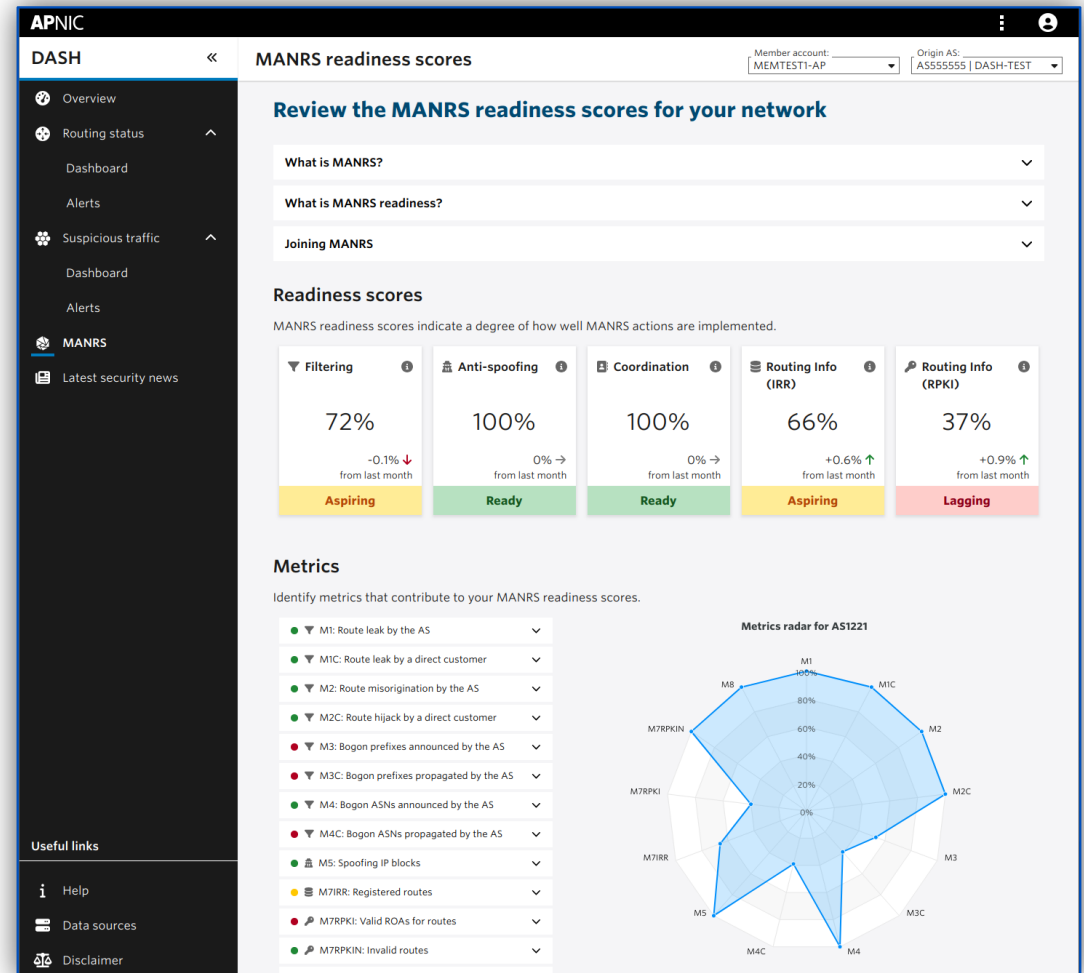 APNIC
DASH
MANRS readiness scores
Member account:
MEMTEST1-AP
Origin AS:
AS555555 | DASH-TEST
Overview
Routing status
Dashboard
Alerts
Suspicious traffic
Dashboard
Alerts
MANRS
Latest security news
Useful links
Help
Data sources
Disclaimer
Review the MANRS readiness scores for your network
What is MANRS?
What is MANRS readiness?
Joining MANRS
Readiness scores
MANRS readiness scores indicate a degree of how well MANRS actions are implemented.
Filtering
72%
-0.1%
from last month
Aspiring
Anti-spoofing
100%
0%
from last month
Ready
Coordination
100%
0%
from last month
Ready
Routing Info
(IRR)
66%
+0.6%
from last month
Aspiring
Routing Info
(RPKI)
37%
+0.9%
from last month
Lagging
Metrics
Identify metrics that contribute to your MANRS readiness scores.
M1: Route leak by the AS
M1C: Route leak by a direct customer
M2: Route misorigination by the AS
M2C: Route hijack by a direct customer
M3: Bogon prefixes announced by the AS
M3C: Bogon prefixes propagated by the AS
M4: Bogon ASNs announced by the AS
M4C: Bogon ASNs propagated by the AS
M5: Spoofing IP blocks
M7IRR: Registered routes
M7RPKI: Valid ROAs for routes
M7RPKIN: Invalid routes
Metrics radar for AS1221
M1
100%
M8
M1C
80%
M7RPKIN
60%
M2
40%
20%
M7RPKI
M2C
0%
M7IRR
M3
M5
M3C
M4C
M4